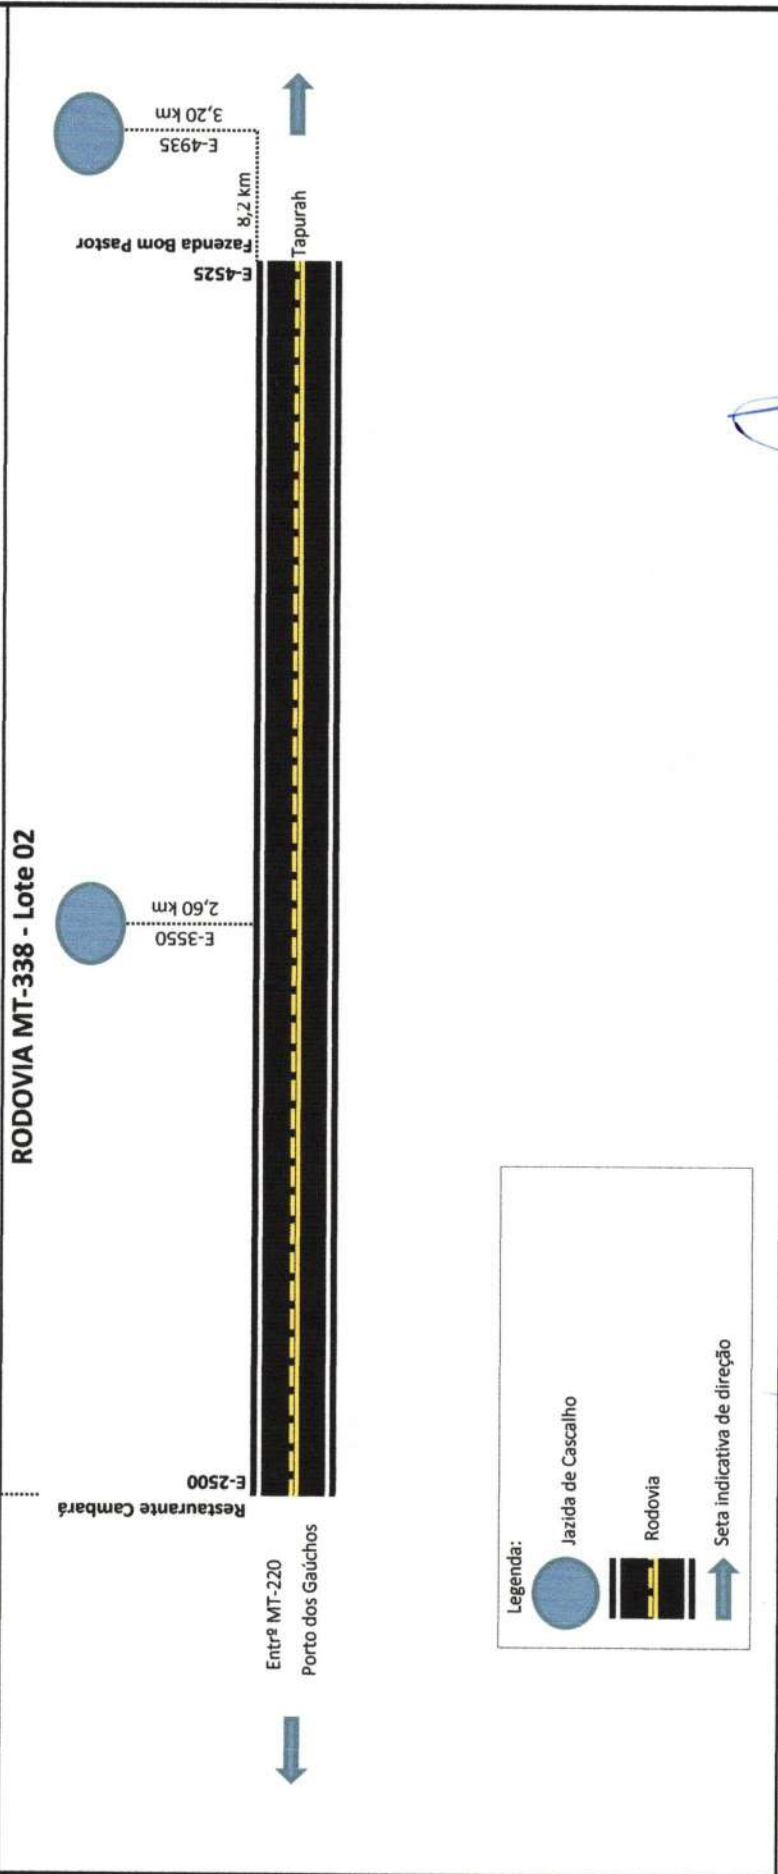 RODOVIA MT-338 - Lote 02
E-4935
3,20 km
8,2 km
Fazenda Bom Pastor
E-4525
Tapurah
E-3550
2,60 km
Restaurante Cambará
E-2500
Entrº MT-220
Porto dos Gaúchos
Legenda:
Jazida de Cascalho
Rodovia
Seta indicativa de direção